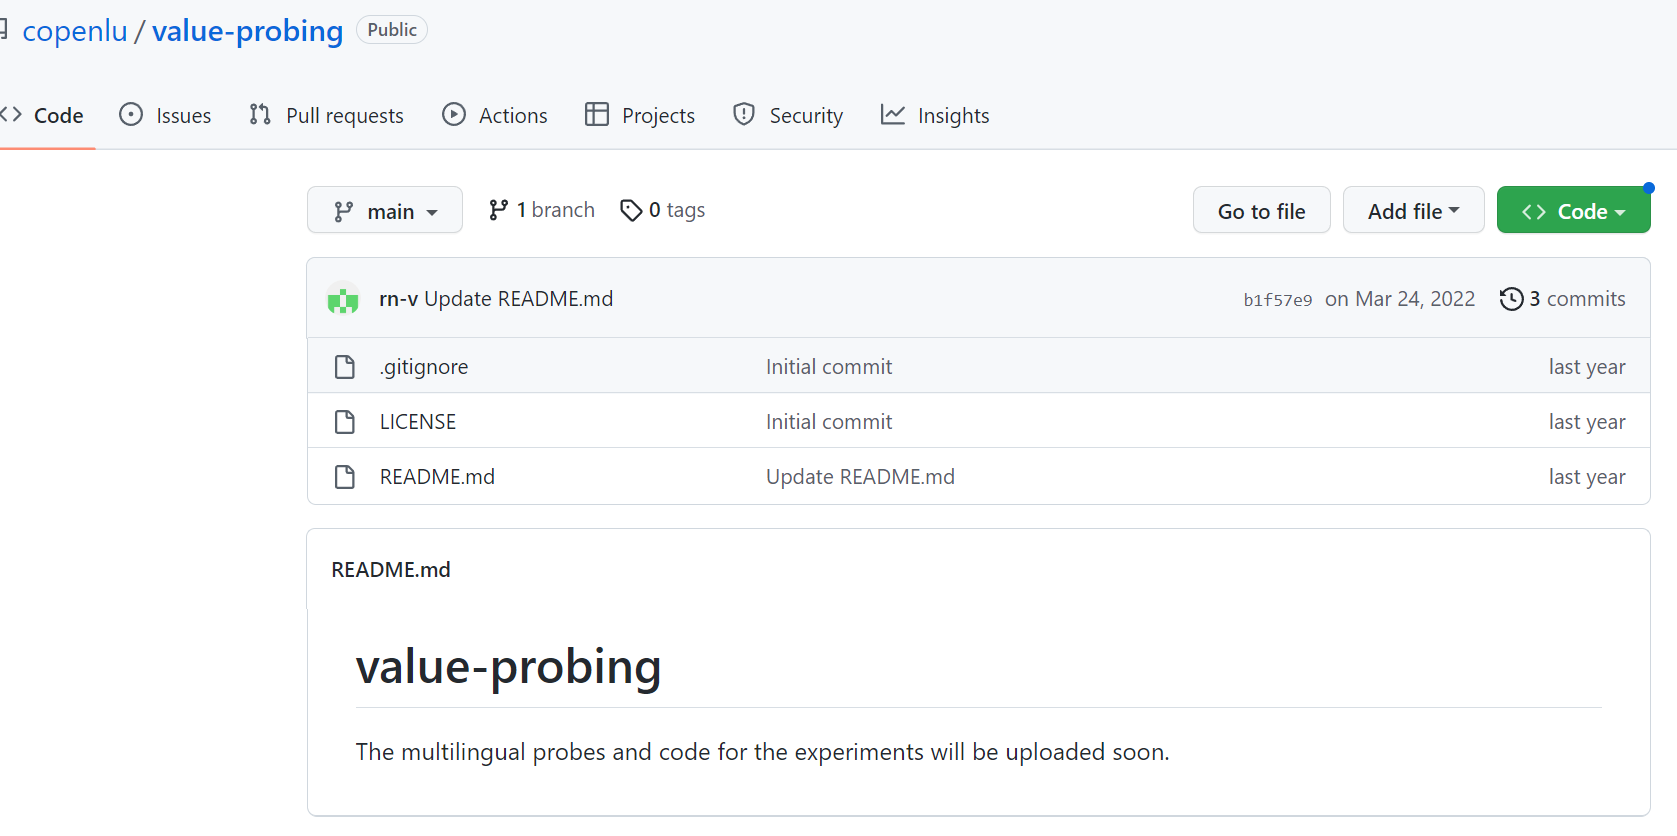 copenlu / value-probing Public
Code Issues Pull requests Actions Projects Security Insights
main 1 branch 0 tags Go to file Add file Code
rn-v Update README.md b1f57e9 on Mar 24, 2022 3 commits
.gitignore Initial commit last year
LICENSE Initial commit last year
README.md Update README.md last year
README.md
value-probing
The multilingual probes and code for the experiments will be uploaded soon.